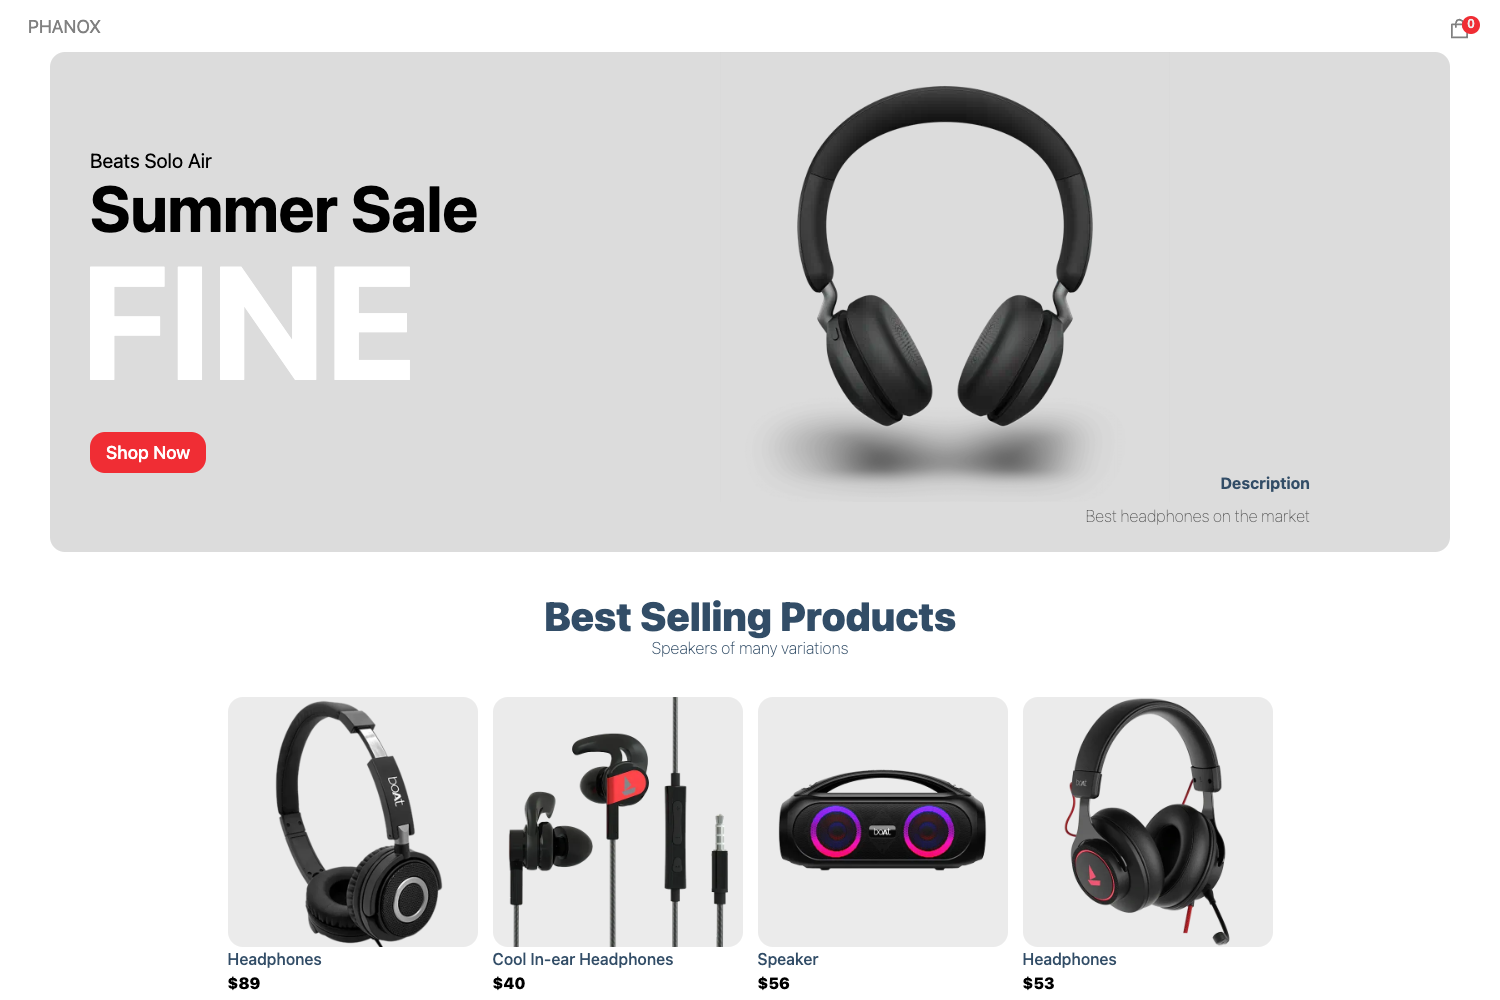 PHANOX
0
Beats Solo Air
Summer Sale
FINE
Shop Now
Description
Best headphones on the market
Best Selling Products
Speakers of many variations
boAt
boAt
boAt
Headphones
$89
Cool In-ear Headphones
$40
Speaker
$56
Headphones
$53